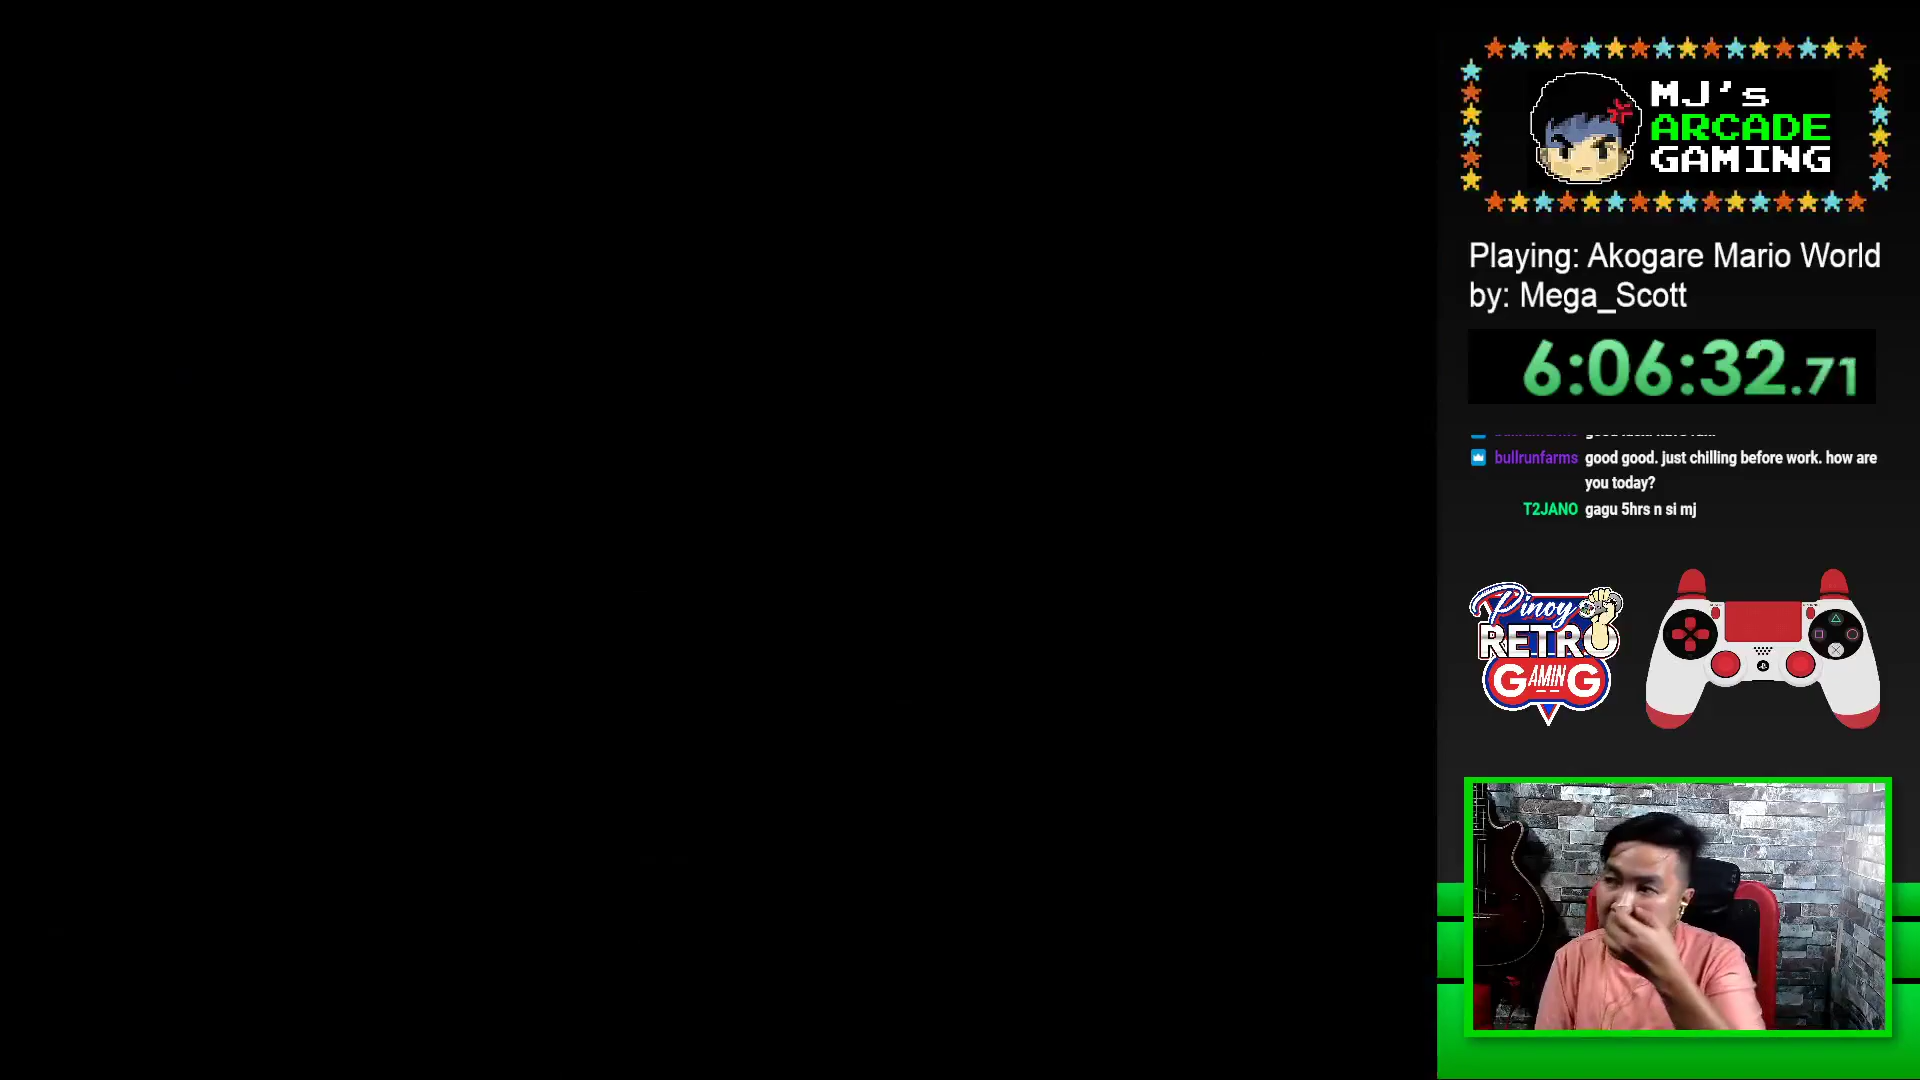 MJ's
ARCADE
GAMING
Playing: Akogare Mario World
by: Mega_Scott
6:06:32.71
bullrunfarms good good. just chilling before work. how are
you today?
T2JANO gagu 5hrs n si mj
Pinoy
RETRO
GAMING